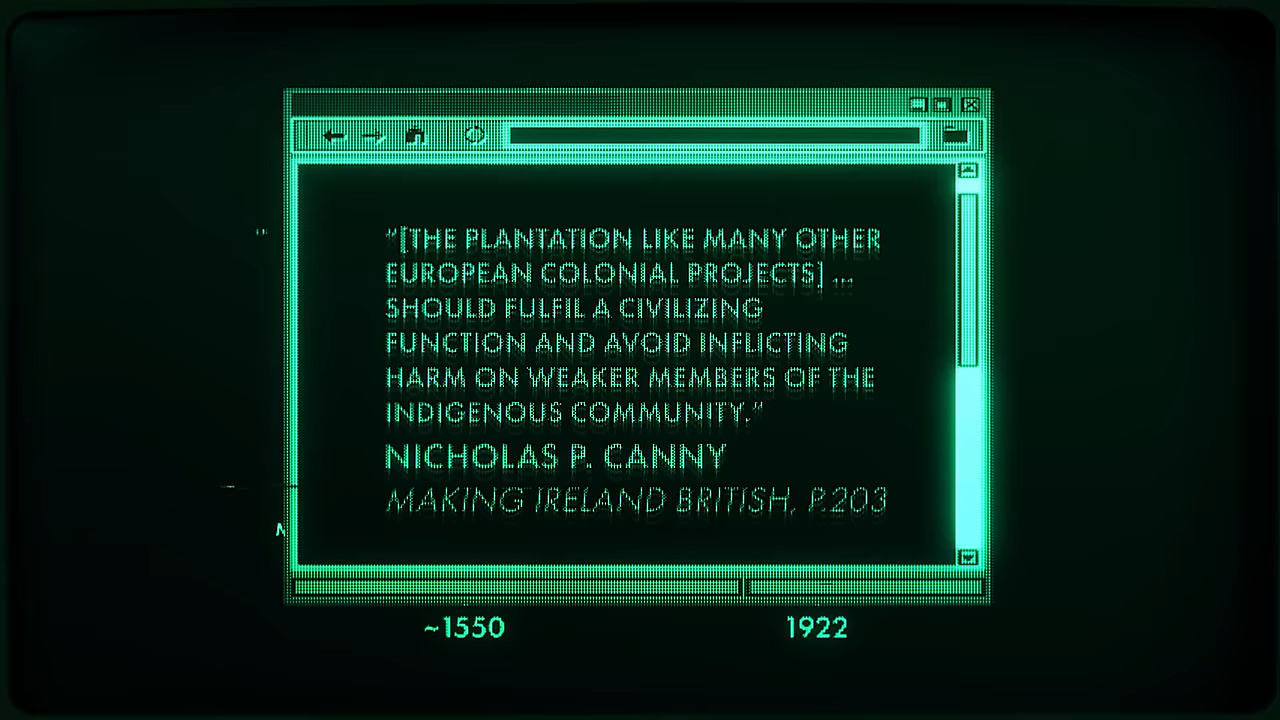 "[THE PLANTATION LIKE MANY OTHER
EUROPEAN COLONIAL PROJECTS] ...
SHOULD FULFIL A CIVILIZING
FUNCTION AND AVOID INFLICTING
HARM ON WEAKER MEMBERS OF THE
INDIGENOUS COMMUNITY."
NICHOLAS P. CANNY
MAKING IRELAND BRITISH, P.203
~1550
1922